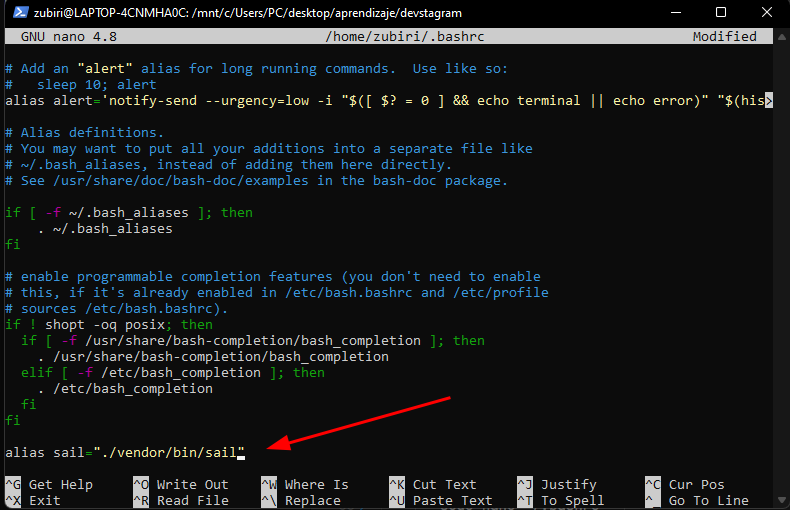 zubiri@LAPTOP-4CNMHA0C: /mnt/c/Users/PC/desktop/aprendizaje/devstagram
GNU nano 4.8 /home/zubiri/.bashrc Modified
# Add an "alert" alias for long running commands.  Use like so:
#   sleep 10; alert
alias alert='notify-send --urgency=low -i "$([ $? = 0 ] && echo terminal || echo error)" "$(his>
# Alias definitions.
# You may want to put all your additions into a separate file like
# ~/.bash_aliases, instead of adding them here directly.
# See /usr/share/doc/bash-doc/examples in the bash-doc package.
if [ -f ~/.bash_aliases ]; then
    . ~/.bash_aliases
fi
# enable programmable completion features (you don't need to enable
# this, if it's already enabled in /etc/bash.bashrc and /etc/profile
# sources /etc/bash.bashrc).
if ! shopt -oq posix; then
  if [ -f /usr/share/bash-completion/bash_completion ]; then
    . /usr/share/bash-completion/bash_completion
  elif [ -f /etc/bash_completion ]; then
    . /etc/bash_completion
  fi
fi
alias sail="./vendor/bin/sail"
^G Get Help ^O Write Out ^W Where Is ^K Cut Text ^J Justify ^C Cur Pos
^X Exit ^R Read File ^\ Replace ^U Paste Text ^T To Spell ^_ Go To Line